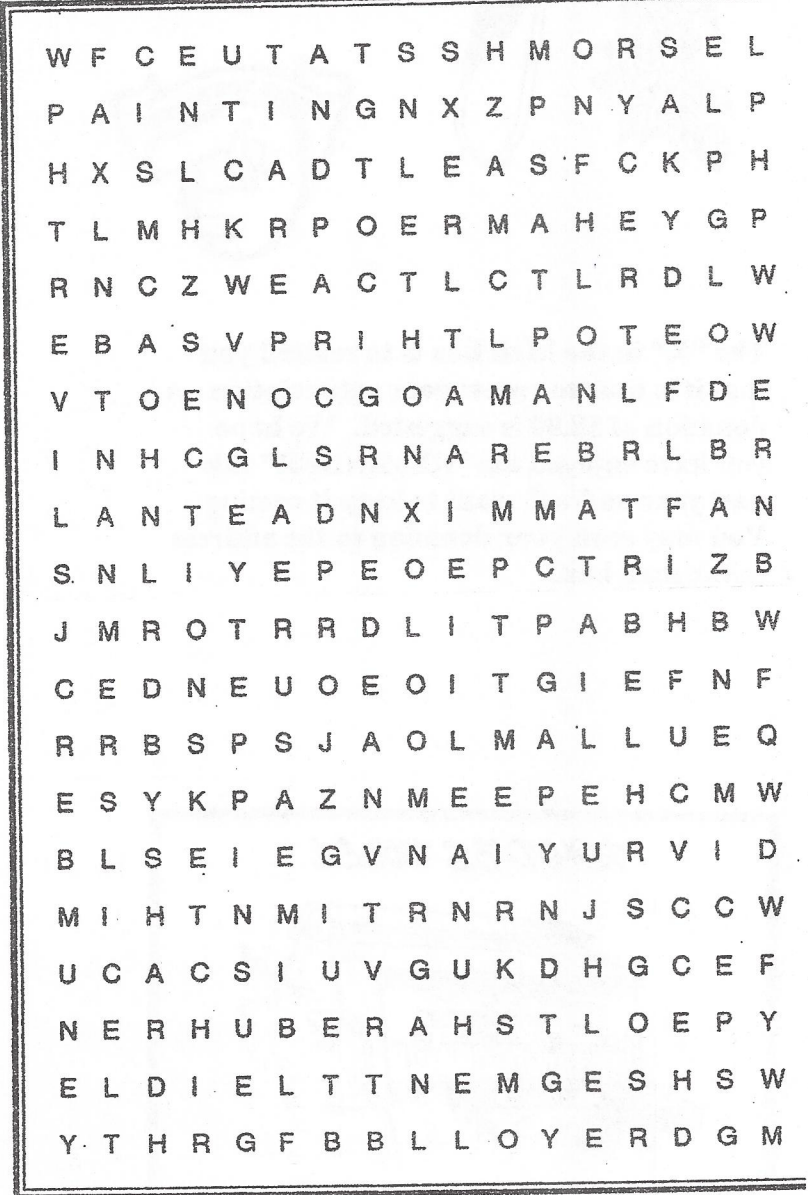 W F C E U T A T S S H M O R S E L
P A I N T I N G N X Z P N Y A L P
H X S L C A D T L E A S F C K P H
T L M H K R P O E R M A H E Y G P
R N C Z W E A C T L C T L R D L W
E B A S V P R I H T L P O T E O W
V T O E N O C G O A M A N L F D E
I N H C G L S R N A R E B R L B R
L A N T E A D N X I M M A T F A N
S N L I Y E P E O E P C T R I Z B
J M R O T R R D L I T P A B H B W
C E D N E U O E O I T G I E F N F
R R B S P S J A O L M A L L U E Q
E S Y K P A Z N M E E P E H C M W
B L S E I E G V N A I Y U R V I D
M I H T N M I T R N R N J S C C W
U C A C S I U V G U K D H G C E F
N E R H U B E R A H S T L O E P Y
E L D I E L T T N E M G E S H S W
Y T H R G F B B L L O Y E R D G M